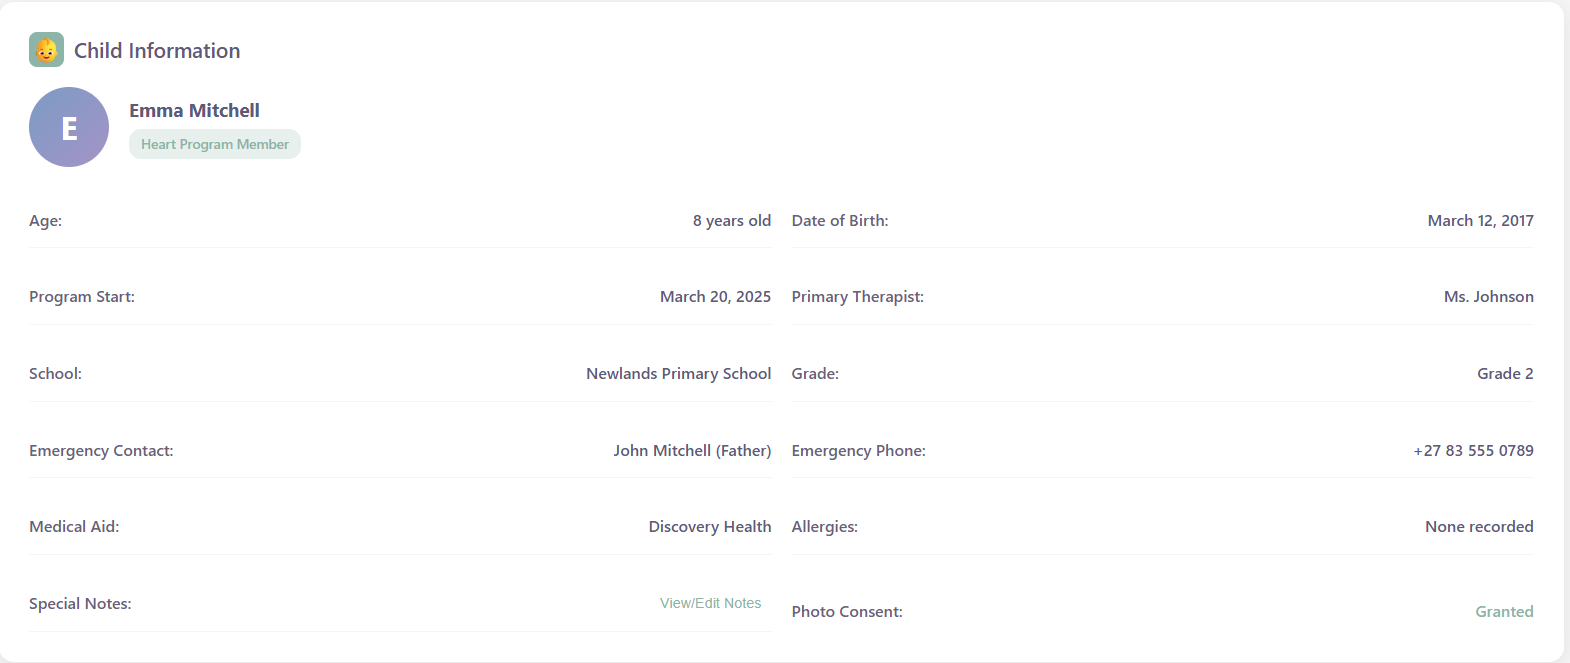 Child Information
E
Emma Mitchell
Heart Program Member
Age: 8 years old Date of Birth: March 12, 2017
Program Start: March 20, 2025 Primary Therapist: Ms. Johnson
School: Newlands Primary School Grade: Grade 2
Emergency Contact: John Mitchell (Father) Emergency Phone: +27 83 555 0789
Medical Aid: Discovery Health Allergies: None recorded
Special Notes: View/Edit Notes Photo Consent: Granted